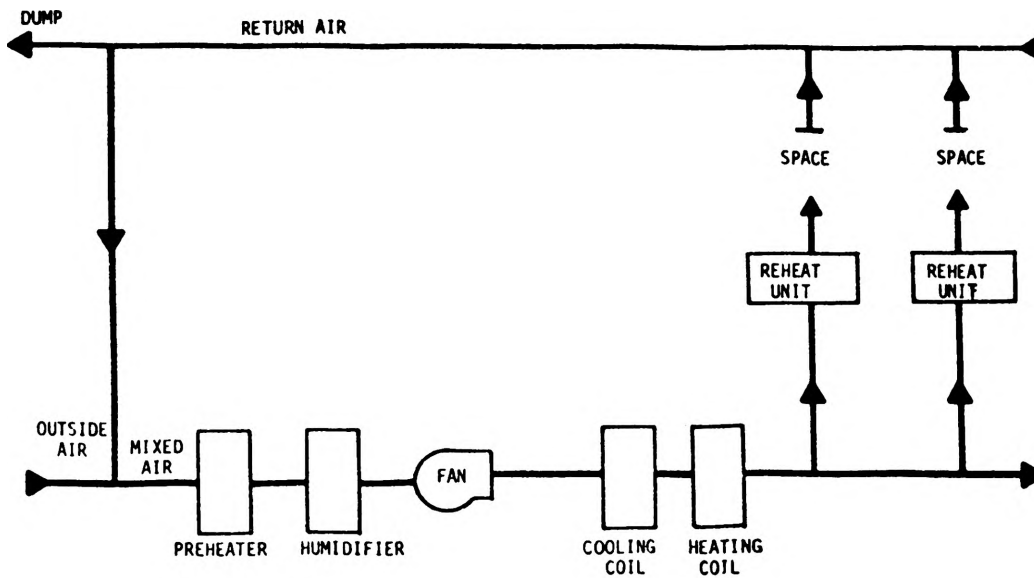 DUMP
RETURN AIR
SPACE
SPACE
REHEAT
UNIT
REHEAT
UNIT
OUTSIDE
AIR
MIXED
AIR
FAN
PREHEATER
HUMIDIFIER
COOLING
COIL
HEATING
COIL